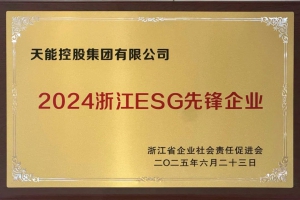 天能控股集团有限公司
2024浙江ESG先锋企业
浙江省企业社会责任促进会
二〇二五年六月二十三日